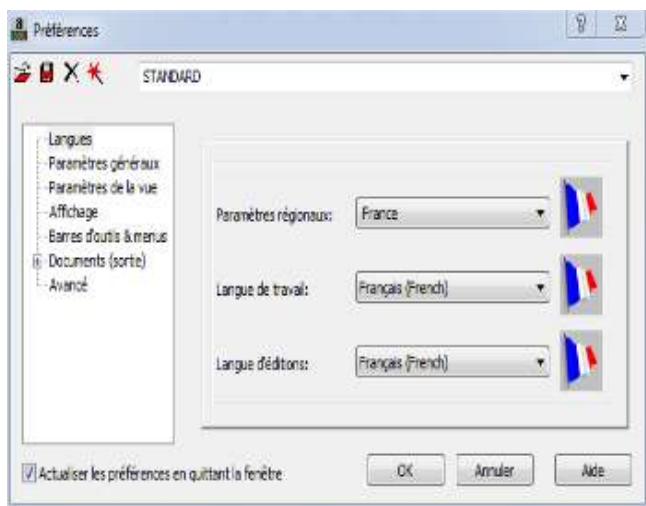 Préférences
STANDARD
Langues
Paramètres généraux
Paramètres de la vue
Affichage
Barres d'outils & menus
Documents (sortie)
Avancé
Paramètres régionaux:
France
Langue de travail:
Français (French)
Langue d'éditons:
Français (French)
Actualiser les préférences en quittant la fenêtre
OK
Annuler
Aide